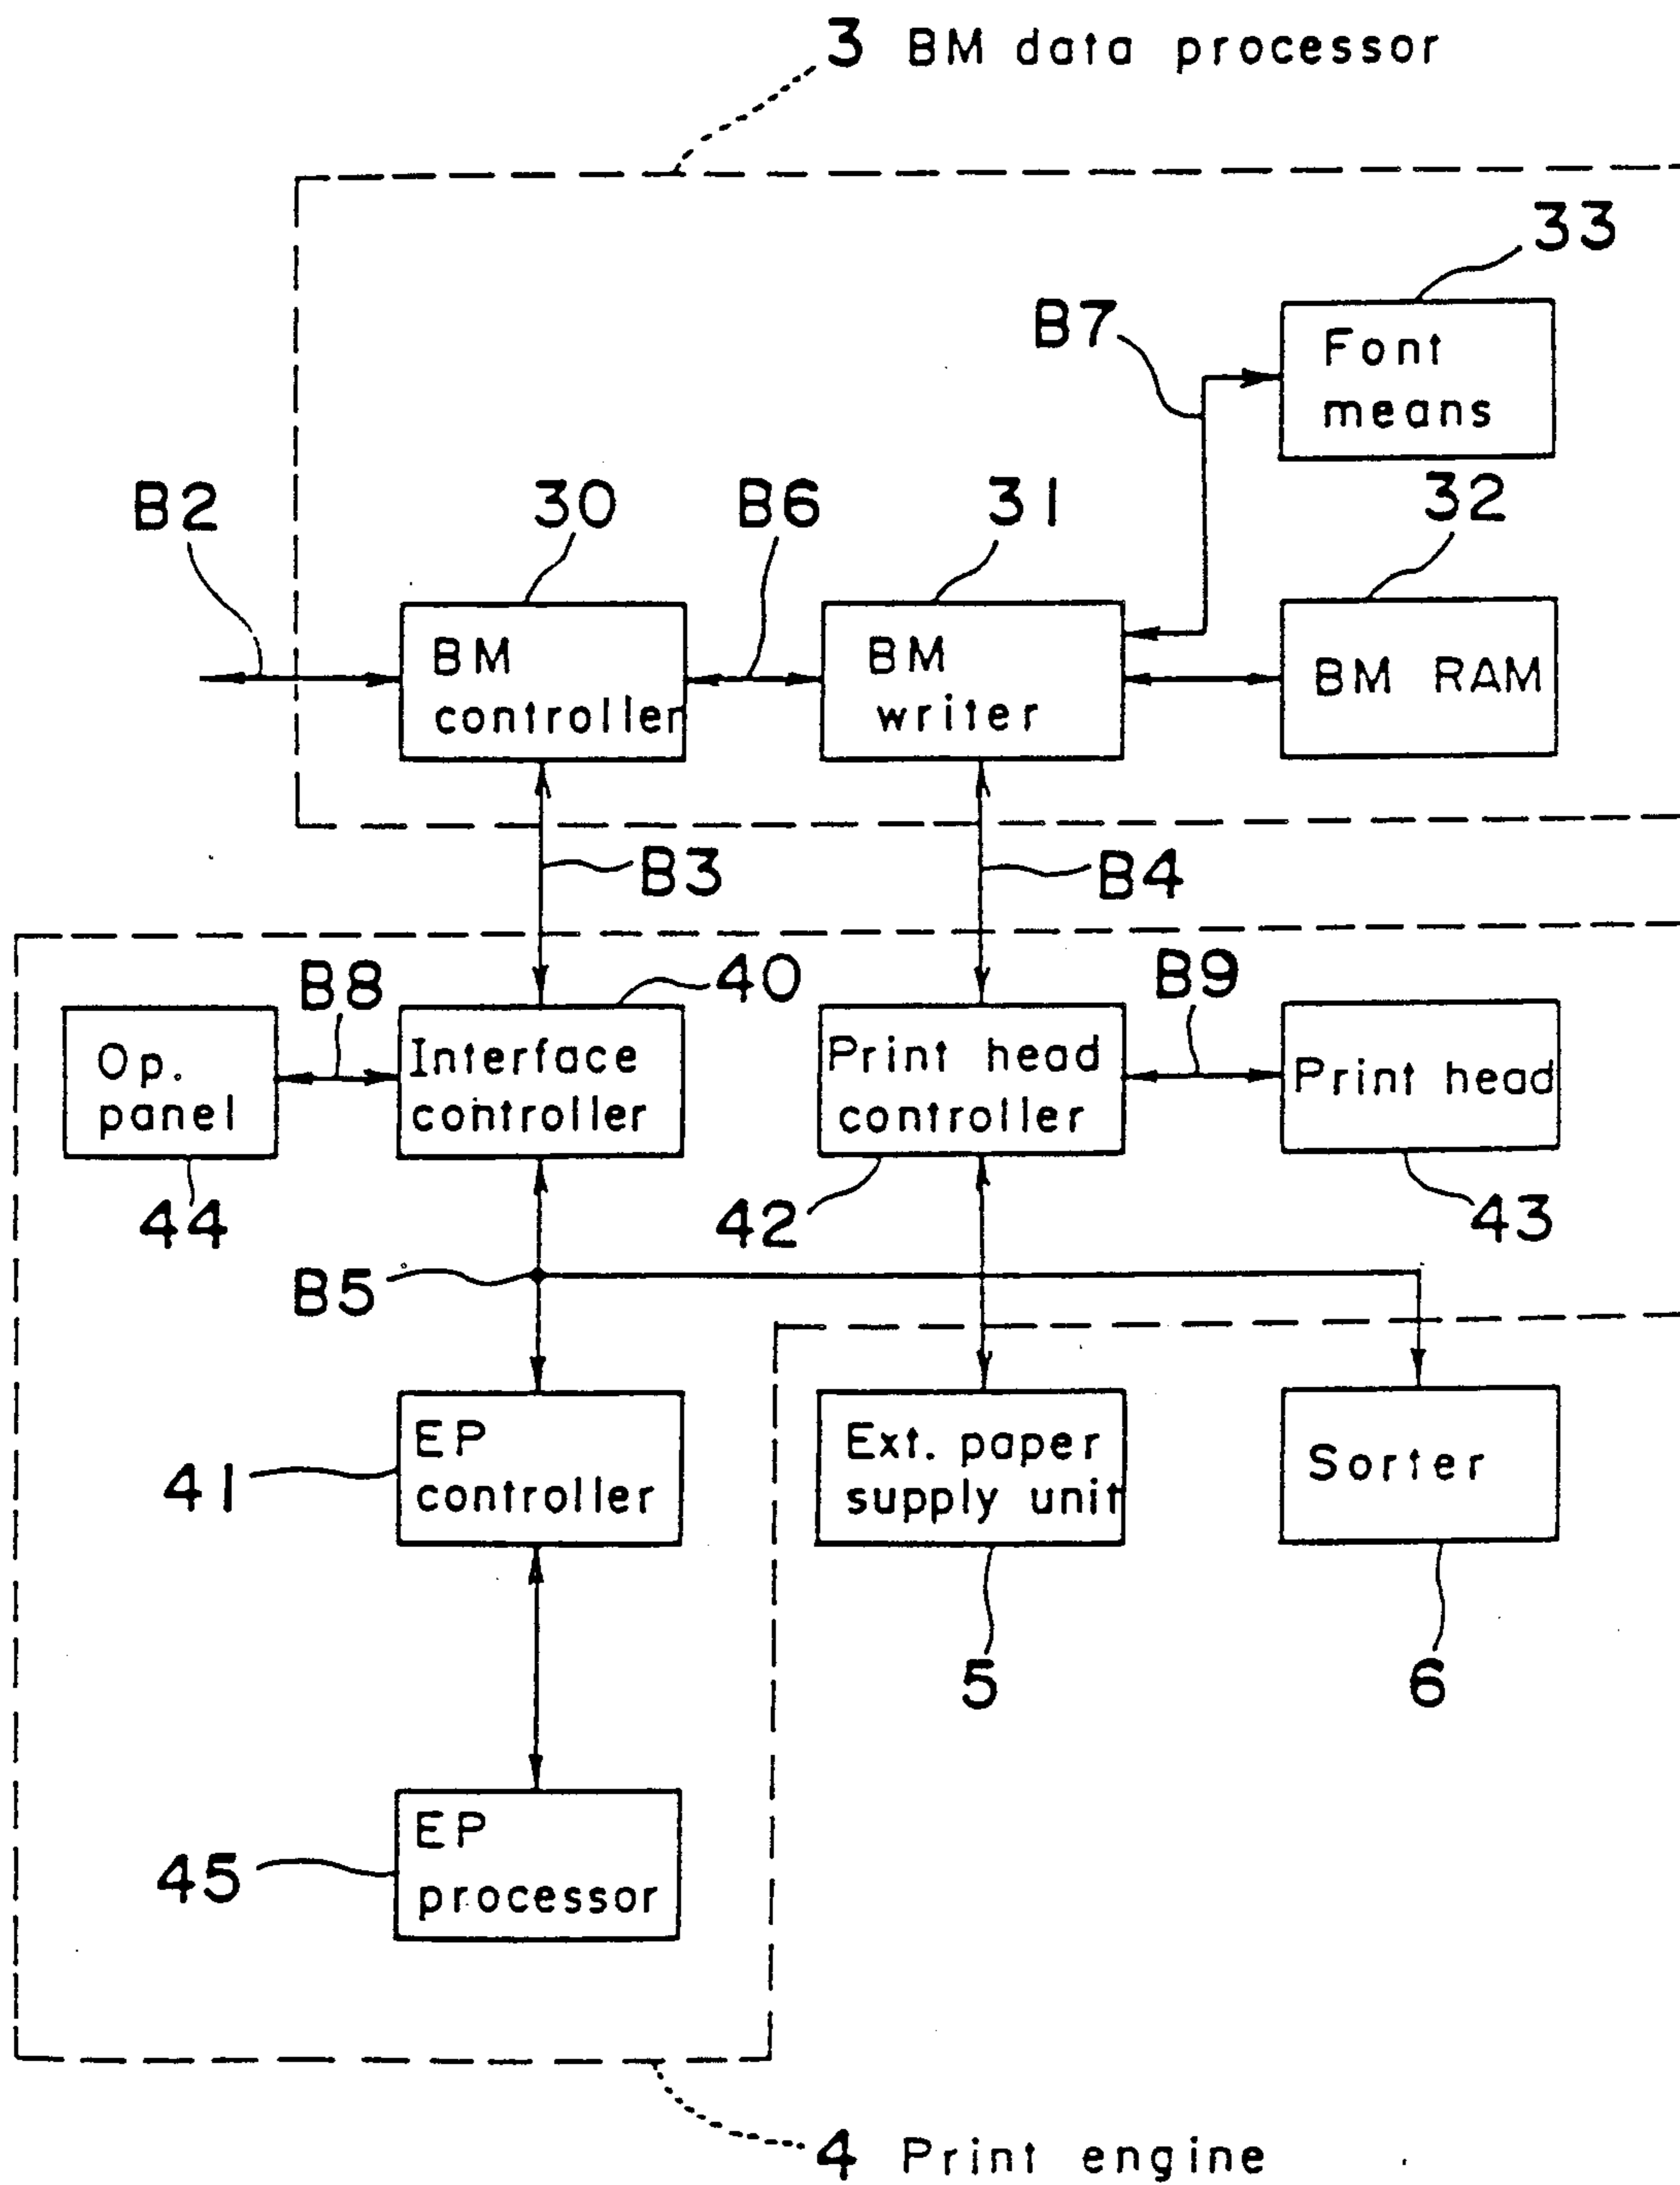 3 BM data processor
33
B7
Font
means
B2
30
B6
31
32
BM
controller
BM
writer
BM RAM
B3
B4
B8
40
B9
Op.
panel
Interface
controller
Print head
controller
Print head
44
42
43
B5
41
EP
controller
Ext. paper
supply unit
Sorter
5
6
45
EP
processor
4 Print engine